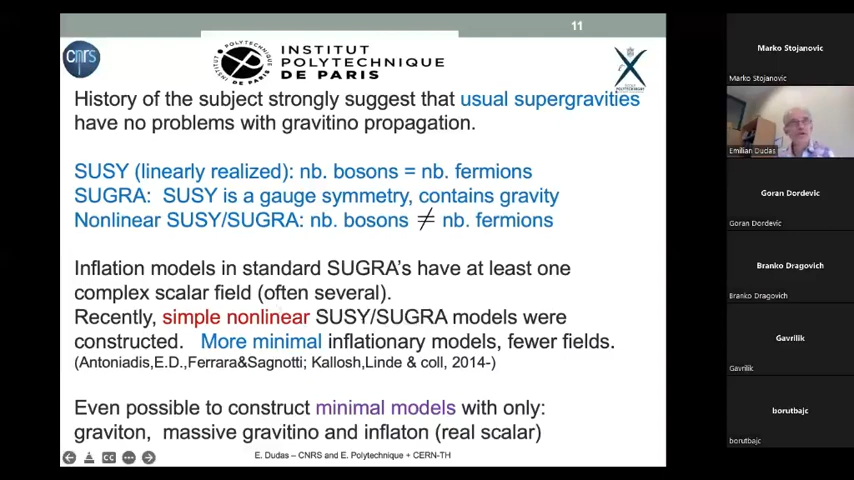 11
cnrs
INSTITUT
POLYTECHNIQUE
DE PARIS
History of the subject strongly suggest that usual supergravities
have no problems with gravitino propagation.
SUSY (linearly realized): nb. bosons = nb. fermions
SUGRA: SUSY is a gauge symmetry, contains gravity
Nonlinear SUSY/SUGRA: nb. bosons ≠ nb. fermions
Inflation models in standard SUGRA's have at least one
complex scalar field (often several).
Recently, simple nonlinear SUSY/SUGRA models were
constructed. More minimal inflationary models, fewer fields.
(Antoniadis,E.D.,Ferrara&Sagnotti; Kallosh,Linde & coll, 2014-)
Even possible to construct minimal models with only:
graviton, massive gravitino and inflaton (real scalar)
E. Dudas – CNRS and E. Polytechnique + CERN-TH
Marko Stojanovic
Marko Stojanovic
Emilian Dudas
Goran Dordevic
Goran Dordevic
Branko Dragovich
Branko Dragovich
Gavrilik
Gavrilik
borutbajc
borutbajc